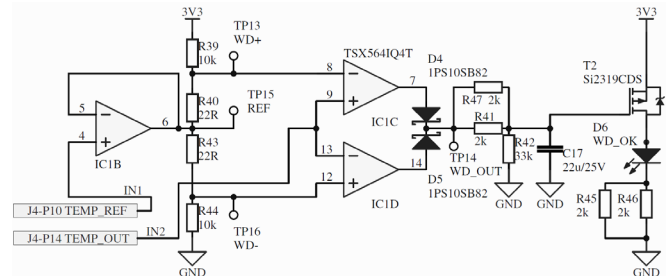 3V3
3V3
TP13
WD+
R39
10k
TSX564IQ4T
D4
1PS10SB82
T2
Si2319CDS
8
7
R40
22R
TP15
REF
9
R47 2k
5
6
IC1C
R41
2k
D6
WD_OK
4
R43
22R
IC1B
13
14
TP14
WD_OUT
R42
33k
C17
22u/25V
12
D5
1PS10SB82
IN1
R44
10k
TP16
WD-
IC1D
GND
GND
R45
2k
R46
2k
J4-P10 TEMP_REF
IN2
J4-P14 TEMP_OUT
GND
GND